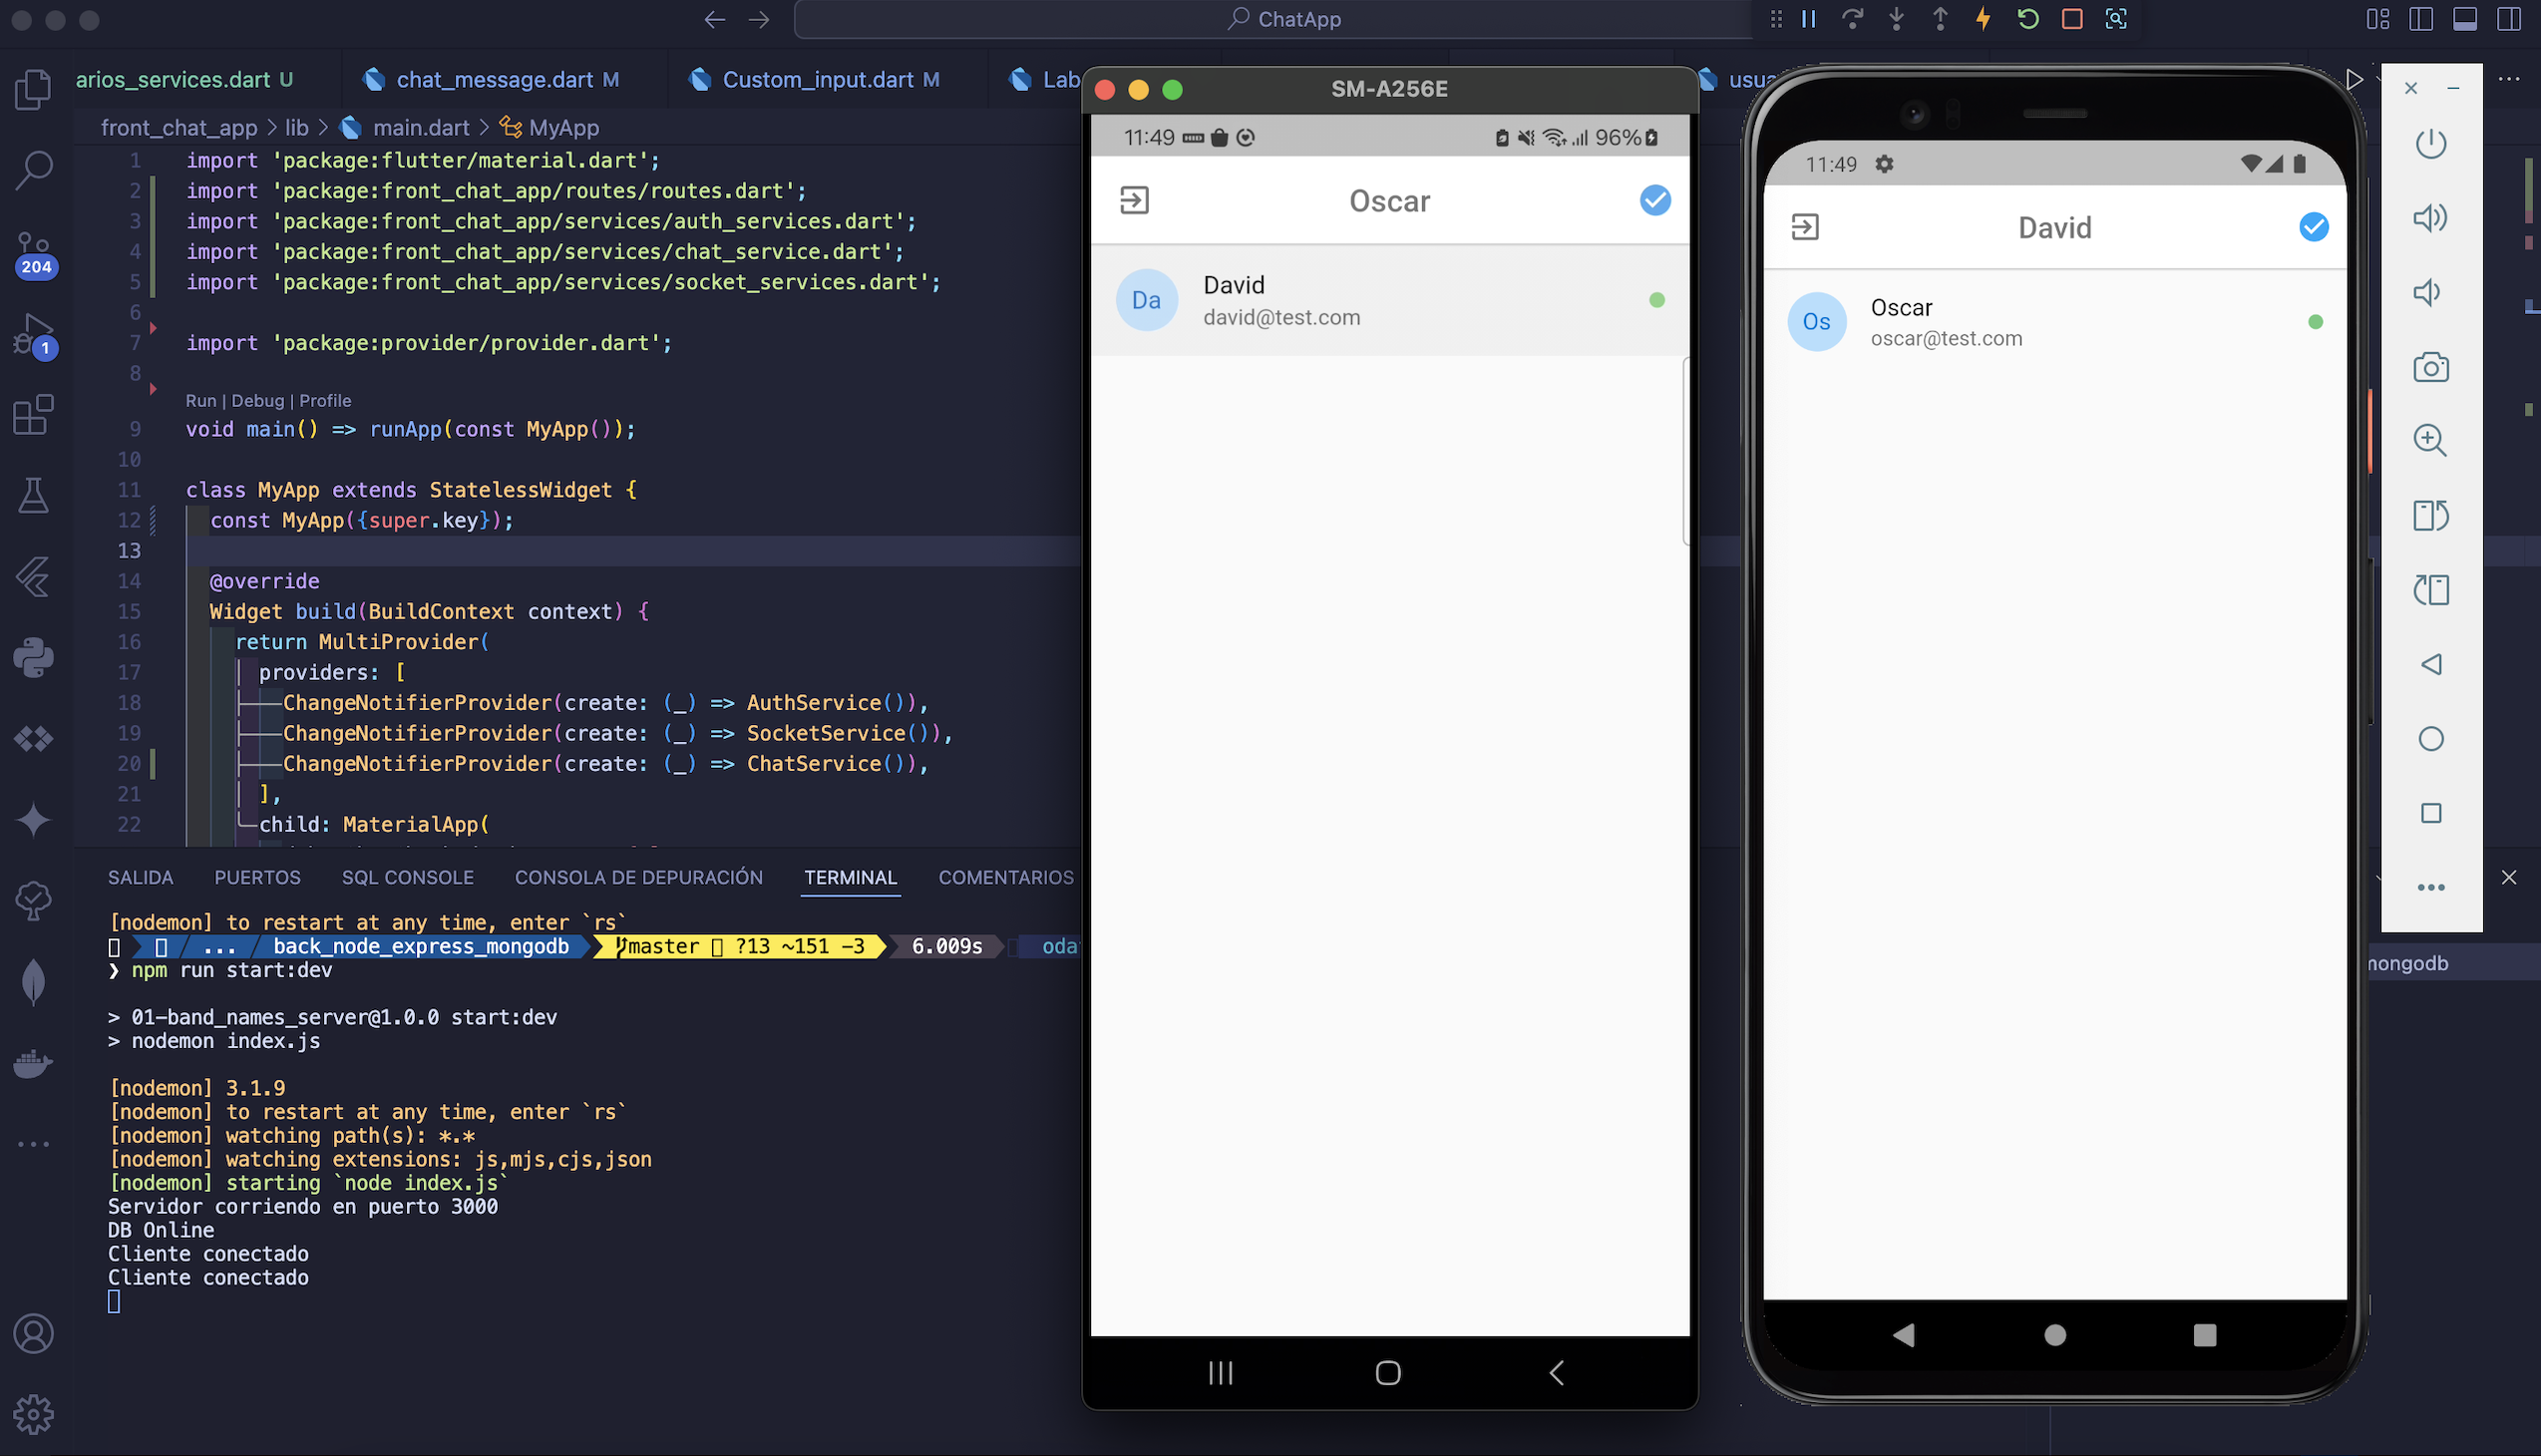 ChatApp
arios_services.dart U
chat_message.dart M
Custom_input.dart M
Lab
usua
front_chat_app > lib > main.dart > MyApp
204
1
1 import 'package:flutter/material.dart';
2 import 'package:front_chat_app/routes/routes.dart';
3 import 'package:front_chat_app/services/auth_services.dart';
4 import 'package:front_chat_app/services/chat_service.dart';
5 import 'package:front_chat_app/services/socket_services.dart';
6
7 import 'package:provider/provider.dart';
8
Run | Debug | Profile
9 void main() => runApp(const MyApp());
10
11 class MyApp extends StatelessWidget {
12 const MyApp({super.key});
13
14 @override
15 Widget build(BuildContext context) {
16 return MultiProvider(
17 providers: [
18 ChangeNotifierProvider(create: (_) => AuthService()),
19 ChangeNotifierProvider(create: (_) => SocketService()),
20 ChangeNotifierProvider(create: (_) => ChatService()),
21 ],
22 child: MaterialApp(
SALIDA
PUERTOS
SQL CONSOLE
CONSOLA DE DEPURACIÓN
TERMINAL
COMENTARIOS
[nodemon] to restart at any time, enter `rs`
... back_node_express_mongodb master ?13 ~151 -3 6.009s oda
❯ npm run start:dev
> 01-band_names_server@1.0.0 start:dev
> nodemon index.js
[nodemon] 3.1.9
[nodemon] to restart at any time, enter `rs`
[nodemon] watching path(s): *.*
[nodemon] watching extensions: js,mjs,cjs,json
[nodemon] starting `node index.js`
Servidor corriendo en puerto 3000
DB Online
Cliente conectado
Cliente conectado
SM-A256E
11:49
96%
Oscar
Da
David
david@test.com
11:49
David
Os
Oscar
oscar@test.com
mongodb